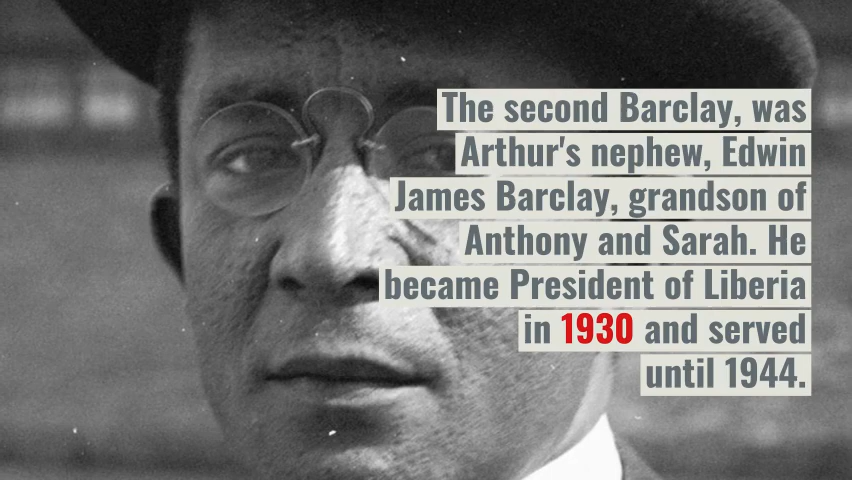 The second Barclay, was
Arthur's nephew, Edwin
James Barclay, grandson of
Anthony and Sarah. He
became President of Liberia
in 1930 and served
until 1944.